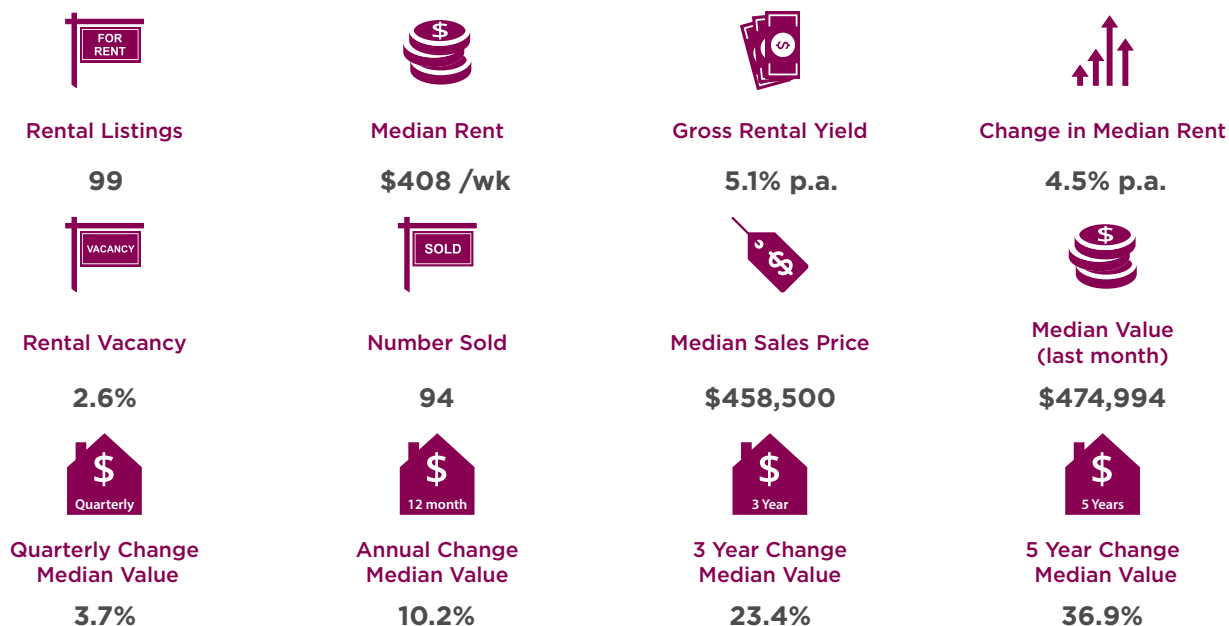 FOR
RENT
$
$
Rental Listings
Median Rent
Gross Rental Yield
Change in Median Rent
99
$408 /wk
5.1% p.a.
4.5% p.a.
VACANCY
SOLD
$
$
Rental Vacancy
Number Sold
Median Sales Price
Median Value
(last month)
2.6%
94
$458,500
$474,994
$
Quarterly
$
12 month
$
3 Year
$
5 Years
Quarterly Change
Median Value
Annual Change
Median Value
3 Year Change
Median Value
5 Year Change
Median Value
3.7%
10.2%
23.4%
36.9%